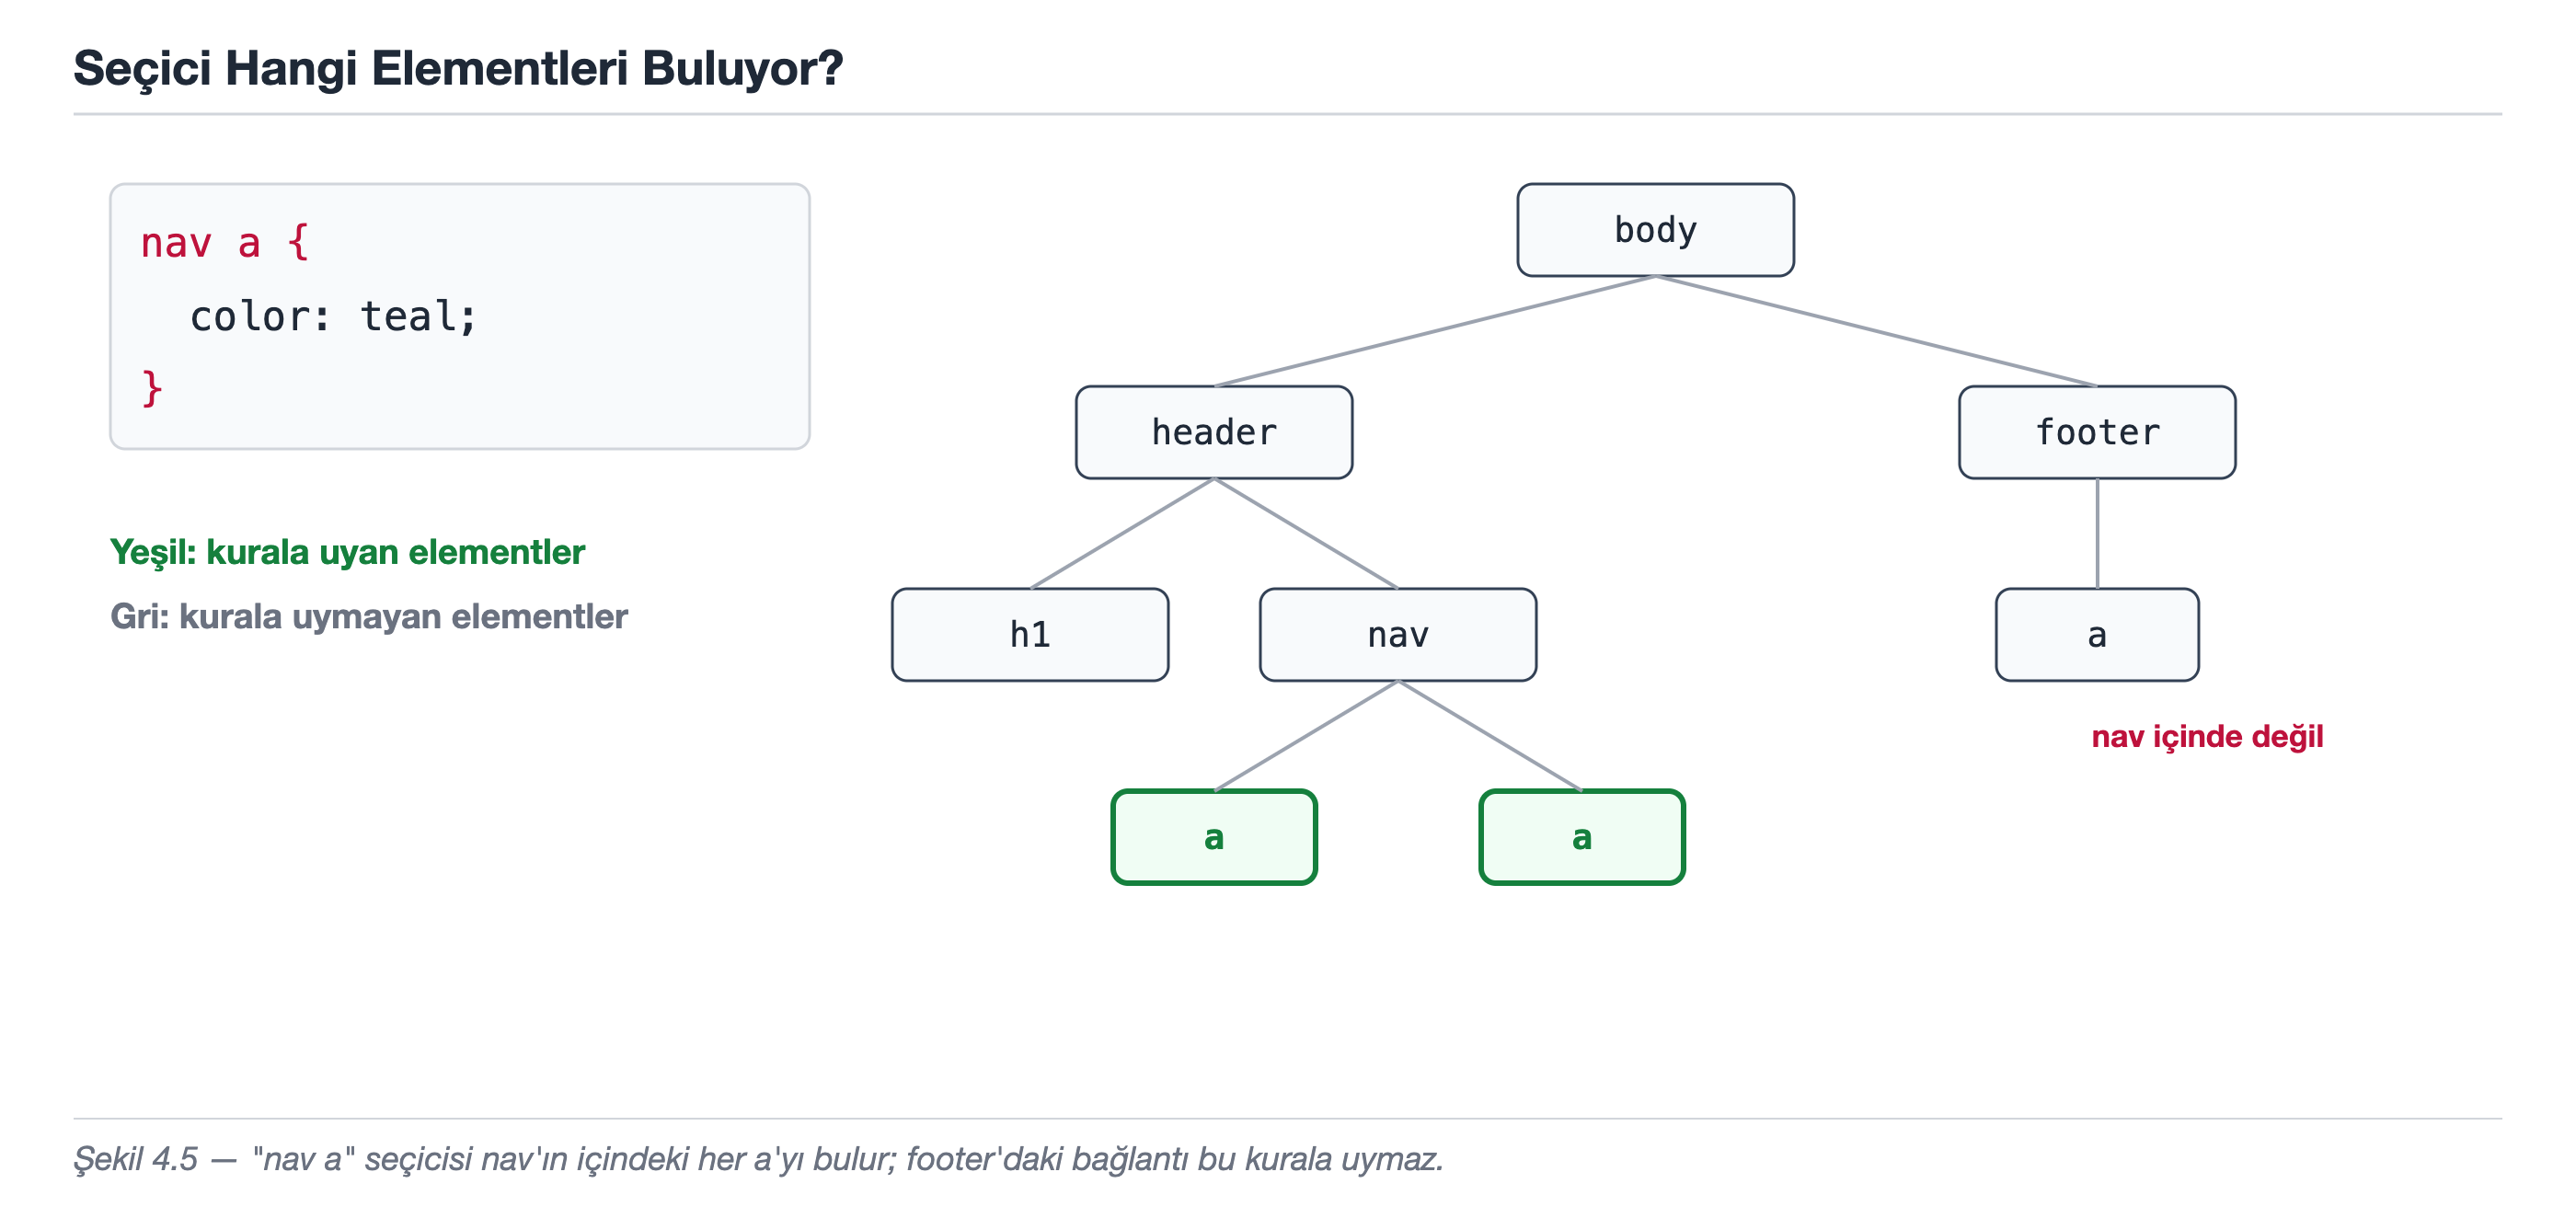 Seçici Hangi Elementleri Buluyor?
nav a {
  color: teal;
}
Yeşil: kurala uyan elementler
Gri: kurala uymayan elementler
body
header
footer
h1
nav
a
nav içinde değil
a
a
Şekil 4.5 — "nav a" seçicisi nav'ın içindeki her a'yı bulur; footer'daki bağlantı bu kurala uymaz.